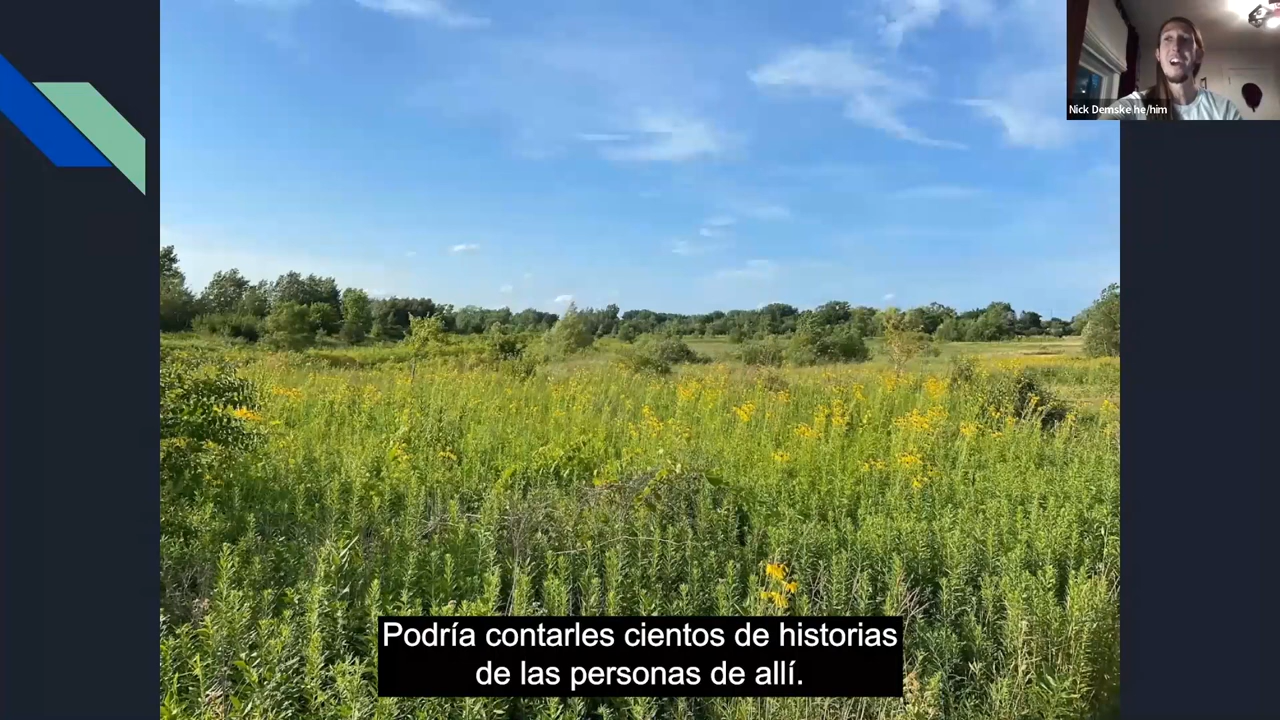 Nick Demske he/him
Podría contarles cientos de historias
de las personas de allí.